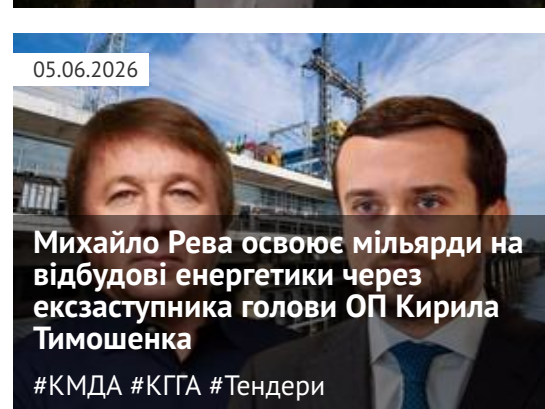 05.06.2026
Михайло Рева освоює мільярди на
відбудові енергетики через
ексзаступника голови ОП Кирила
Тимошенка
#КМДА #КГГА #Тендери